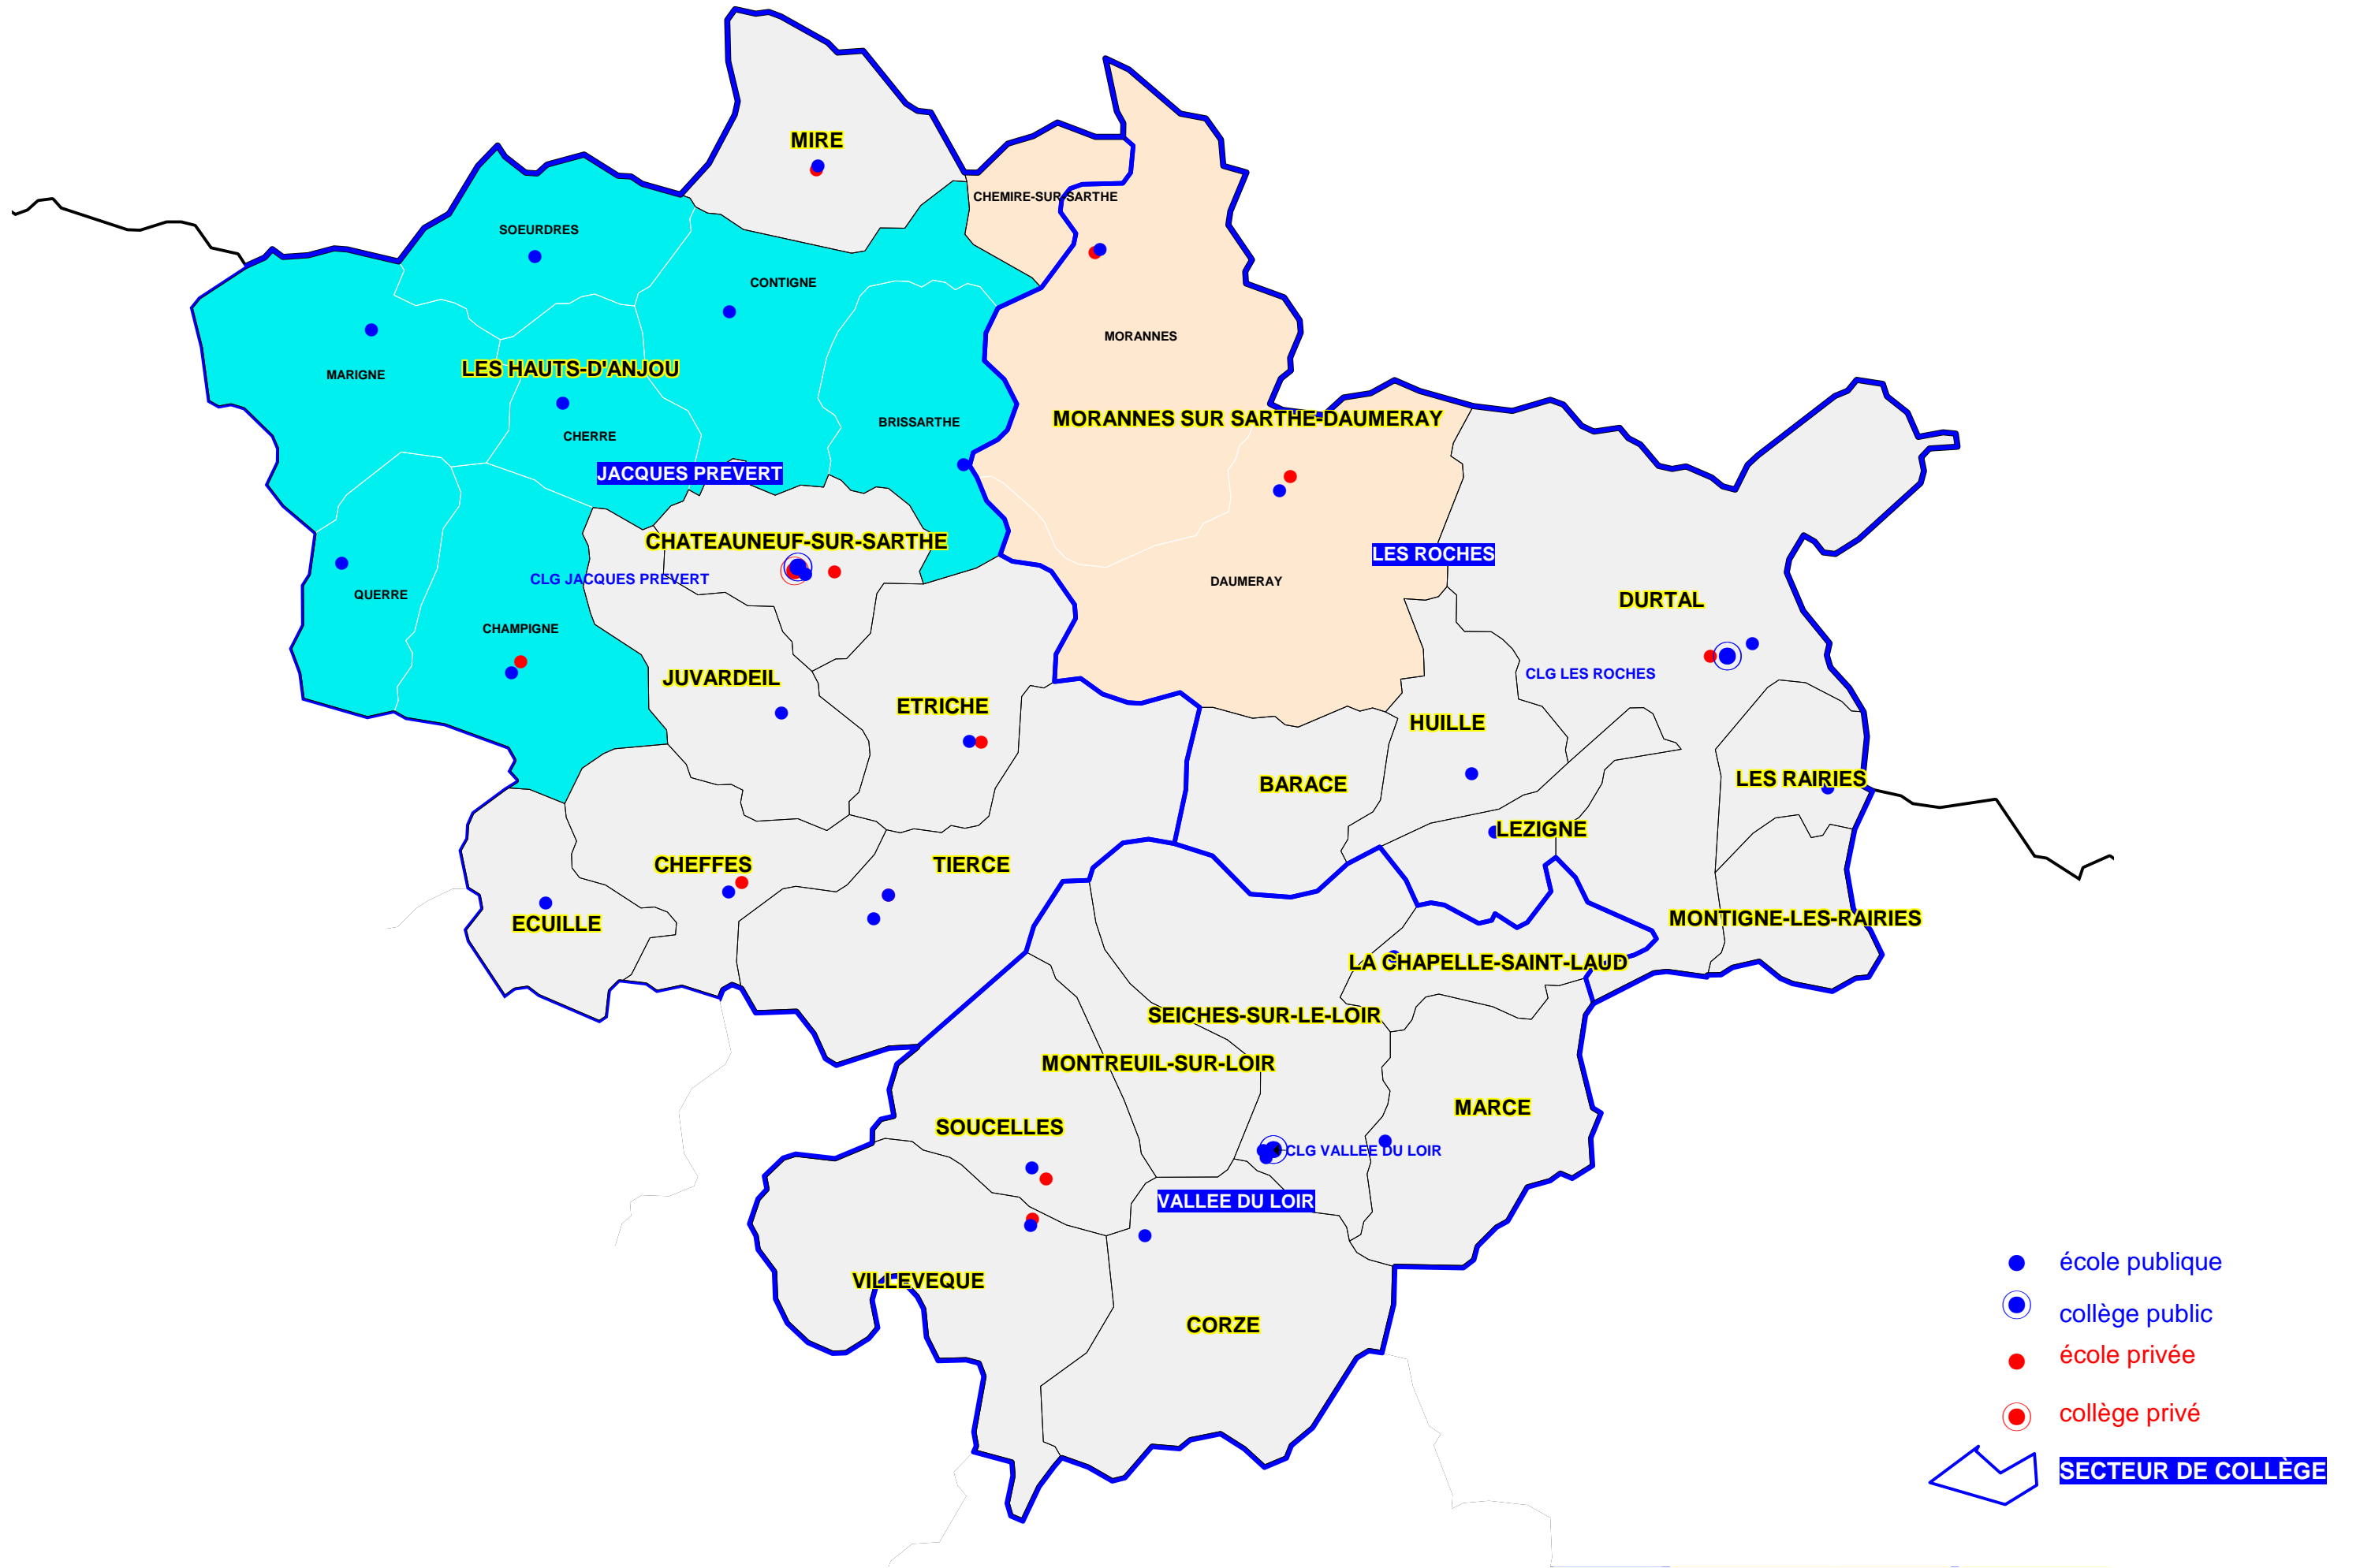 MIRE
CHEMIRE-SUR-SARTHE
SOEURDRES
CONTIGNE
MORANNES
MARIGNE
LES HAUTS-D'ANJOU
MORANNES SUR SARTHE-DAUMERAY
BRISSARTHE
CHERRE
JACQUES PREVERT
CHATEAUNEUF-SUR-SARTHE
LES ROCHES
CLG JACQUES PREVERT
DAUMERAY
QUERRE
DURTAL
CHAMPIGNE
JUVARDEIL
CLG LES ROCHES
ETRICHE
HUILLE
BARACE
LES RAIRIES
LEZIGNE
CHEFFES
TIERCE
ECUILLE
MONTIGNE-LES-RAIRIES
LA CHAPELLE-SAINT-LAUD
SEICHES-SUR-LE-LOIR
MONTREUIL-SUR-LOIR
MARCE
SOUCELLES
CLG VALLEE DU LOIR
VALLEE DU LOIR
VILLEVEQUE
CORZE
école publique
collège public
école privée
collège privé
SECTEUR DE COLLÈGE